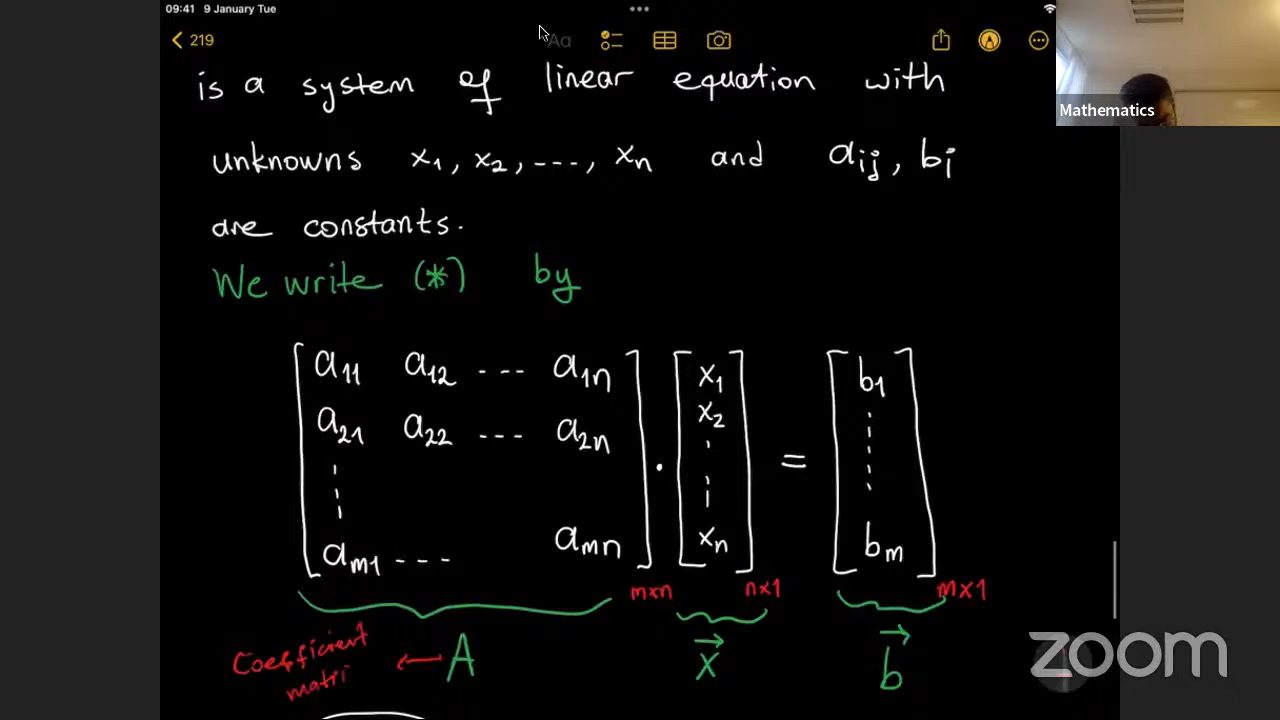 09:41 9 January Tue
219
Aa
Mathematics
is a system of linear equation with
unknowns x1, x2, ---, xn and aij, bi
are constants.
We write (*) by
[ a11 a12 --- a1n ] [ x1 ] [ b1 ]
[ a21 a22 --- a2n ] . [ x2 ] = [ ⋮ ]
[ ⋮ ] [ ⋮ ] [ ⋮ ]
[ am1 --- amn ] [ xn ] [ bm ]
mxn nx1 mx1
Coefficient
matri ← A x⃗ b⃗
zoom